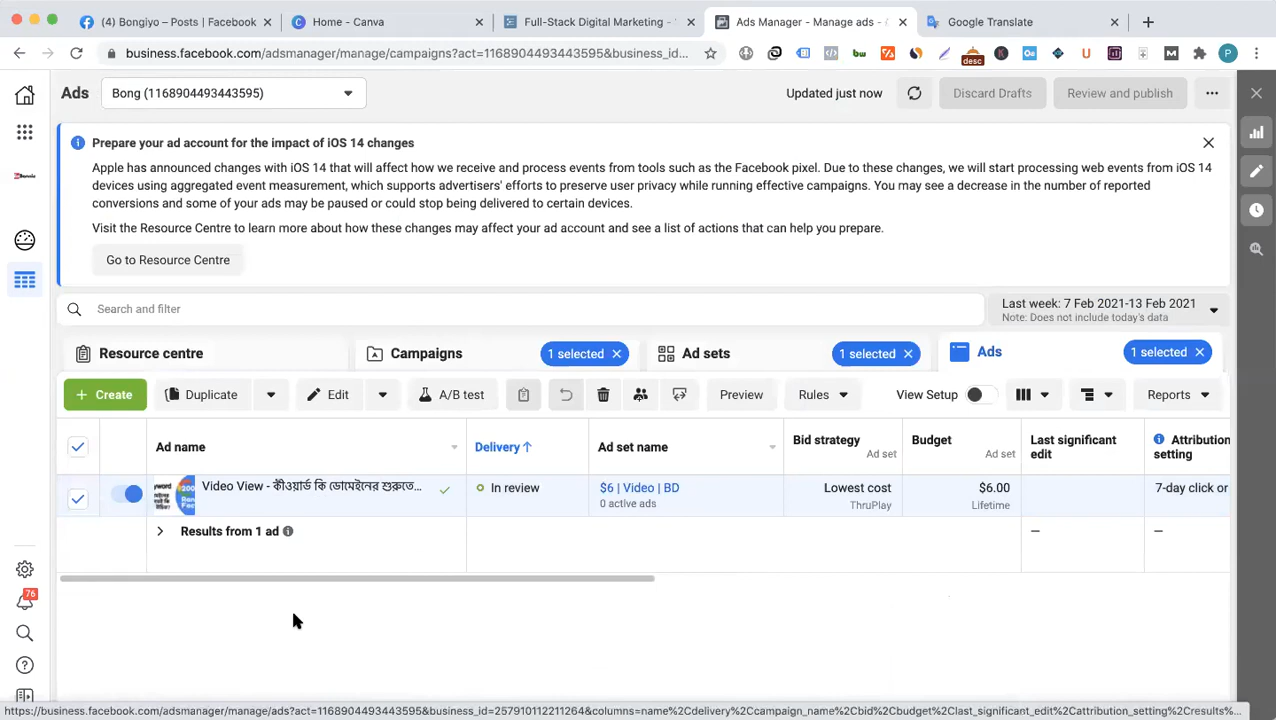 (4) Bongiyo – Posts | Facebook
Home - Canva
Full-Stack Digital Marketing -
Ads Manager - Manage ads -
Google Translate
business.facebook.com/adsmanager/manage/campaigns?act=1168904493443595&business_id...
desc
Ads
Bong (1168904493443595)
Updated just now
Discard Drafts
Review and publish
Prepare your ad account for the impact of iOS 14 changes
Apple has announced changes with iOS 14 that will affect how we receive and process events from tools such as the Facebook pixel. Due to these changes, we will start processing web events from iOS 14
devices using aggregated event measurement, which supports advertisers' efforts to preserve user privacy while running effective campaigns. You may see a decrease in the number of reported
conversions and some of your ads may be paused or could stop being delivered to certain devices.
Visit the Resource Centre to learn more about how these changes may affect your ad account and see a list of actions that can help you prepare.
Go to Resource Centre
Search and filter
Last week: 7 Feb 2021-13 Feb 2021
Note: Does not include today's data
Resource centre
Campaigns
1 selected
Ad sets
1 selected
Ads
1 selected
+ Create
Duplicate
Edit
A/B test
Preview
Rules
View Setup
Reports
Ad name
Delivery ↑
Ad set name
Bid strategy
Ad set
Budget
Ad set
Last significant edit
Attribution setting
Video View - কীওয়ার্ড কি ডোমেইনের শুরুতে...
In review
$6 | Video | BD
0 active ads
Lowest cost
ThruPlay
$6.00
Lifetime
7-day click or
Results from 1 ad
—
—
76
https://business.facebook.com/adsmanager/manage/ads?act=1168904493443595&business_id=257910112211264&columns=name%2Cdelivery%2Ccampaign_name%2Cbid%2Cbudget%2Clast_significant_edit%2Cattribution_setting%2Cresults%...